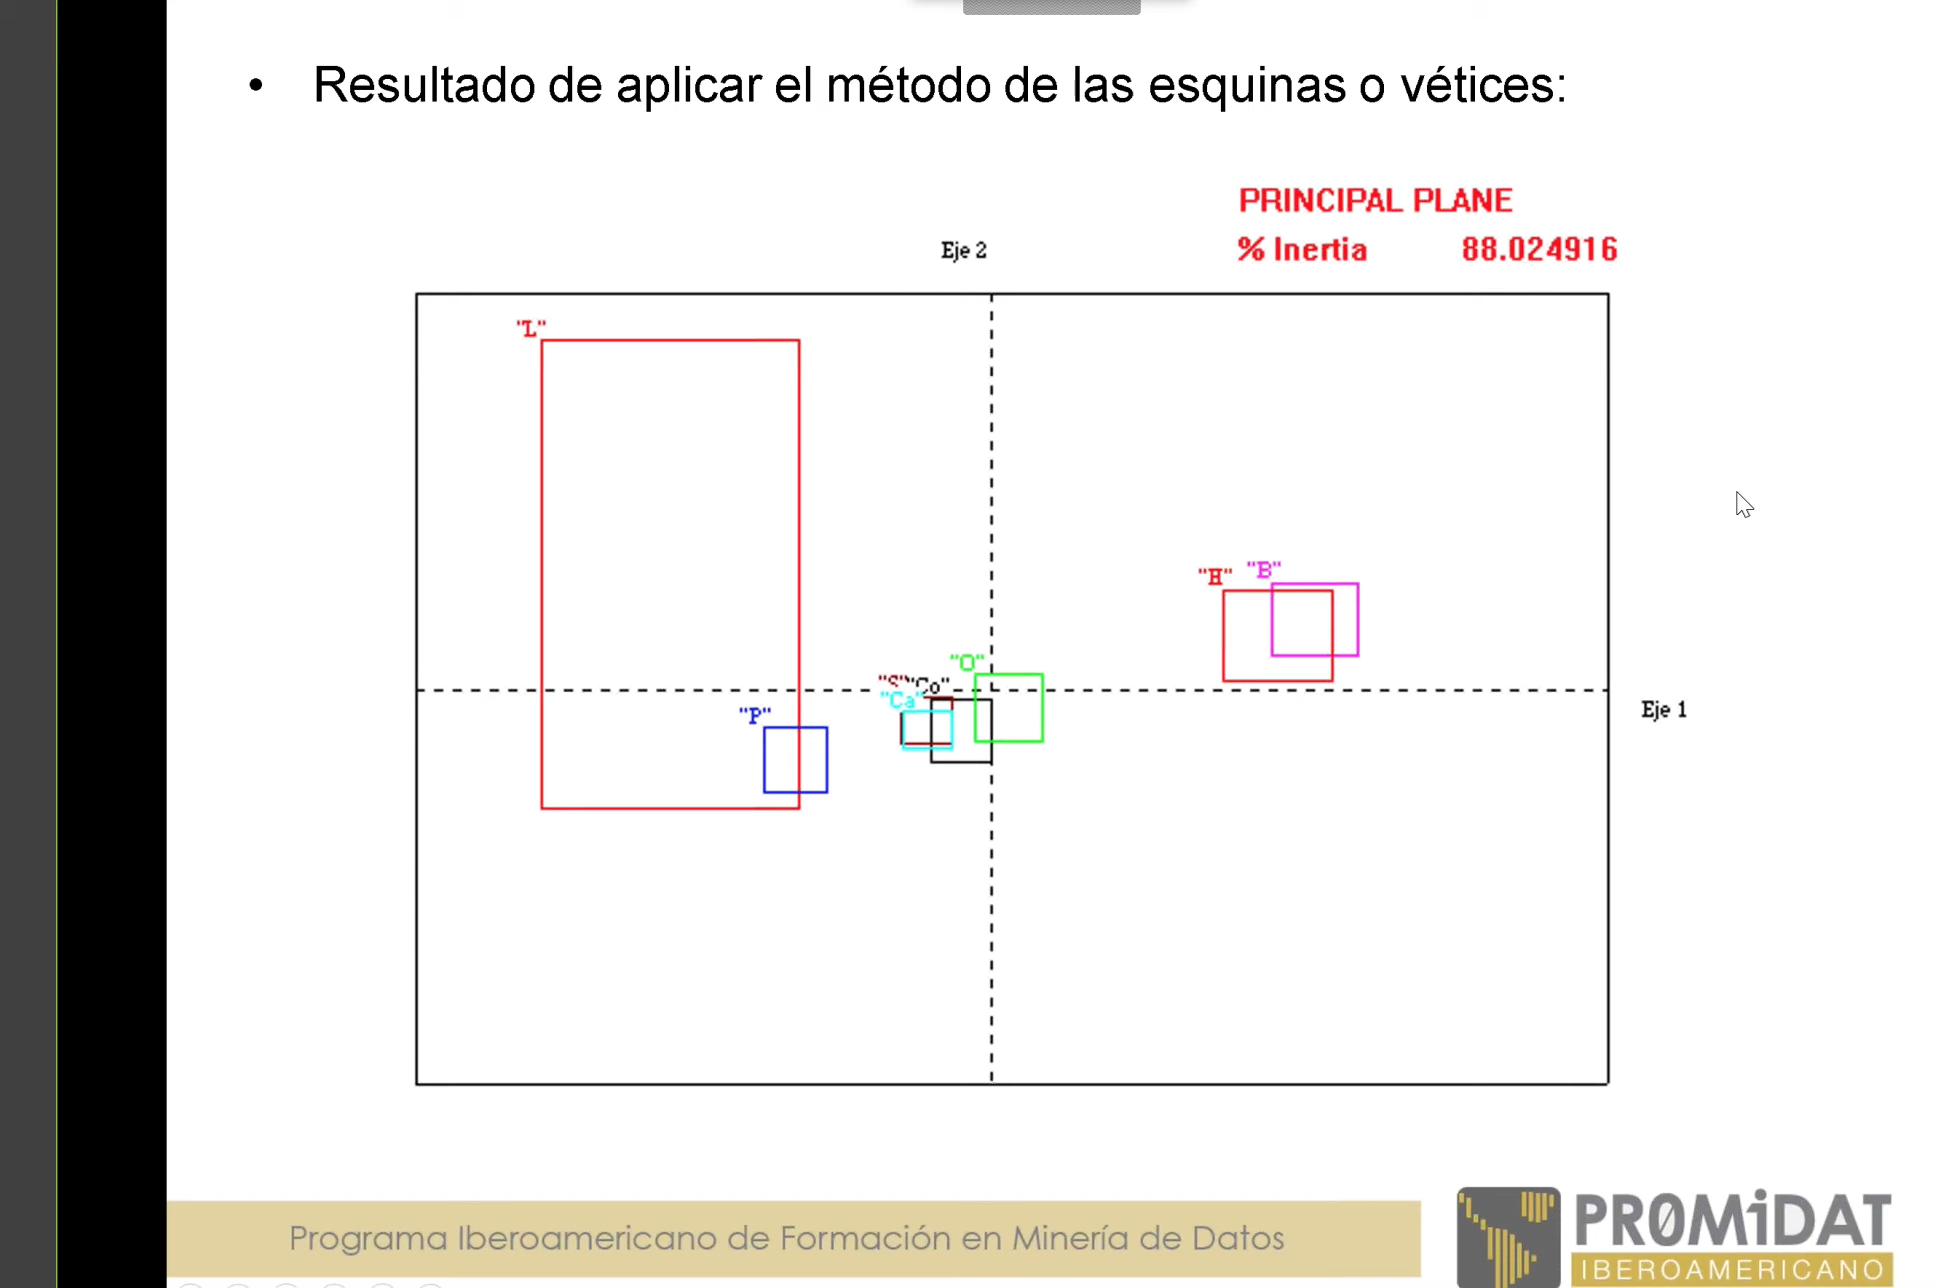 • Resultado de aplicar el método de las esquinas o vétices:
PRINCIPAL PLANE
% Inertia 88.024916
Eje 2
"L"
"H" "B"
"O"
"S" "Co"
"Ca"
"P"
Eje 1
Programa Iberoamericano de Formación en Minería de Datos
PR0MiDAT
IBEROAMERICANO